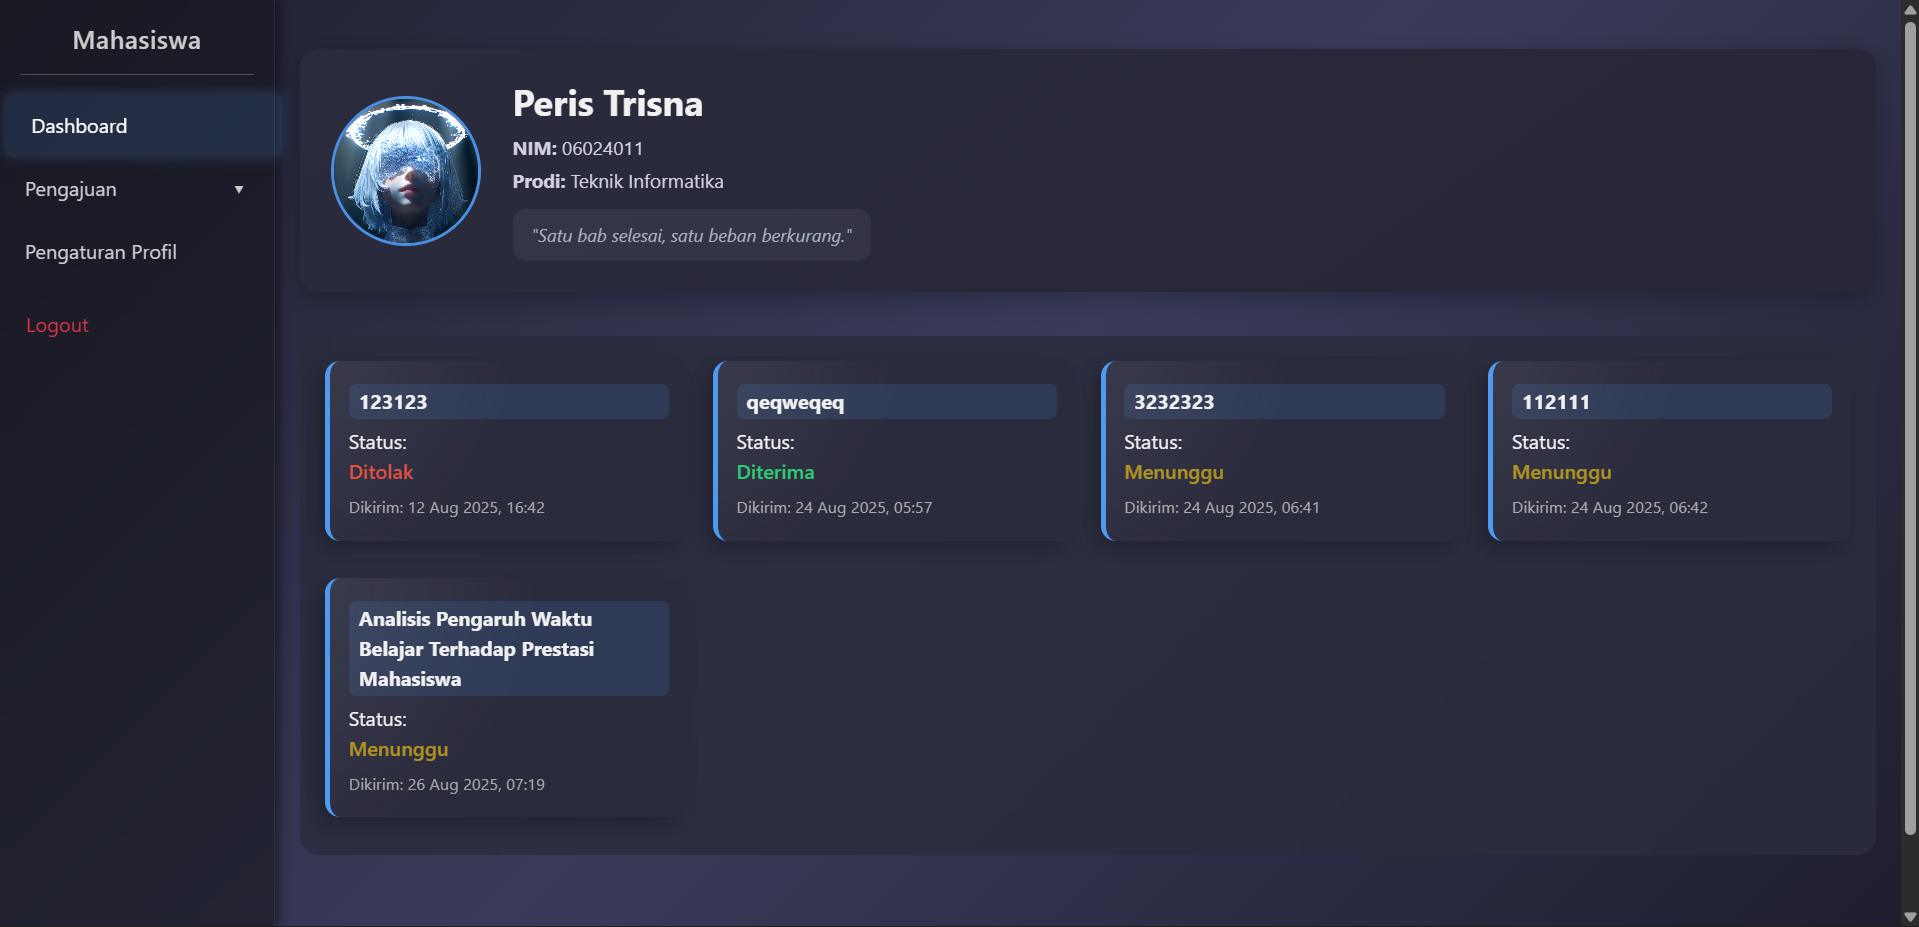 Mahasiswa
Dashboard
Pengajuan ▼
Pengaturan Profil
Logout
Peris Trisna
NIM: 06024011
Prodi: Teknik Informatika
"Satu bab selesai, satu beban berkurang."
123123
Status:
Ditolak
Dikirim: 12 Aug 2025, 16:42
qeqweqeq
Status:
Diterima
Dikirim: 24 Aug 2025, 05:57
3232323
Status:
Menunggu
Dikirim: 24 Aug 2025, 06:41
112111
Status:
Menunggu
Dikirim: 24 Aug 2025, 06:42
Analisis Pengaruh Waktu
Belajar Terhadap Prestasi
Mahasiswa
Status:
Menunggu
Dikirim: 26 Aug 2025, 07:19